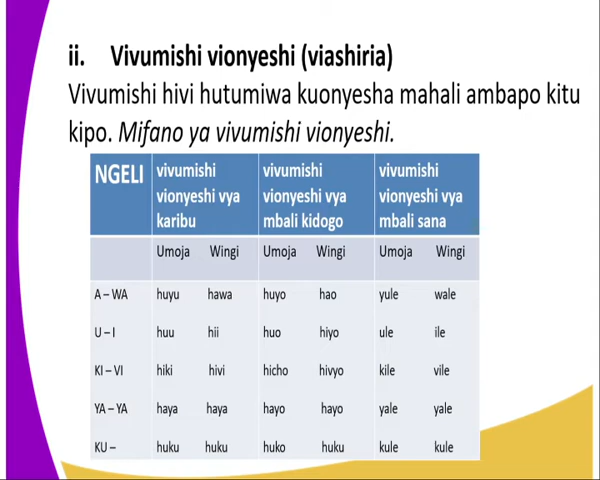 ii. Vivumishi vionyeshi (viashiria)
Vivumishi hivi hutumiwa kuonyesha mahali ambapo kitu
kipo. Mifano ya vivumishi vionyeshi.
NGELI vivumishi vionyeshi vya karibu vivumishi vionyeshi vya mbali kidogo vivumishi vionyeshi vya mbali sana
Umoja Wingi Umoja Wingi Umoja Wingi
A – WA huyu hawa huyo hao yule wale
U – I huu hii huo hiyo ule ile
KI – VI hiki hivi hicho hivyo kile vile
YA – YA haya haya hayo hayo yale yale
KU – huku huku huko huku kule kule